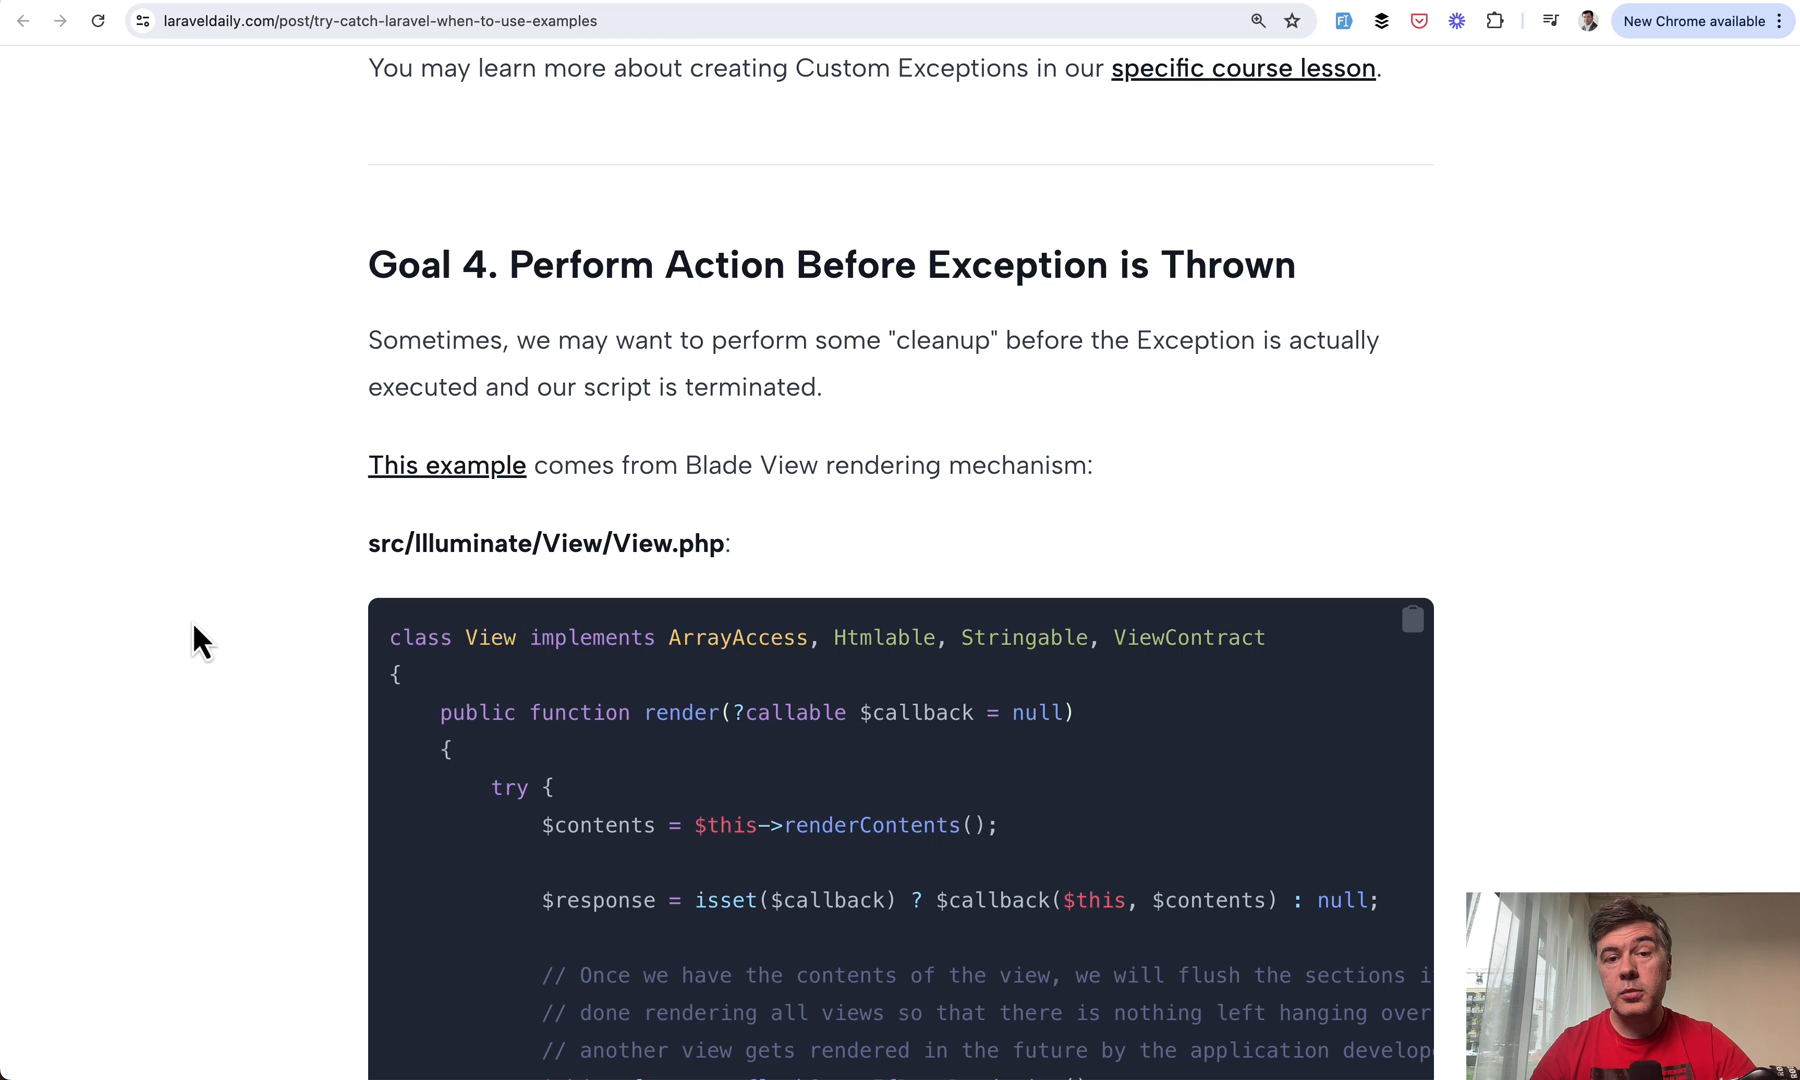 laraveldaily.com/post/try-catch-laravel-when-to-use-examples
New Chrome available
You may learn more about creating Custom Exceptions in our specific course lesson.
Goal 4. Perform Action Before Exception is Thrown
Sometimes, we may want to perform some "cleanup" before the Exception is actually
executed and our script is terminated.
This example comes from Blade View rendering mechanism:
src/Illuminate/View/View.php:
class View implements ArrayAccess, Htmlable, Stringable, ViewContract
{
public function render(?callable $callback = null)
{
try {
$contents = $this->renderContents();
$response = isset($callback) ? $callback($this, $contents) : null;
// Once we have the contents of the view, we will flush the sections i
// done rendering all views so that there is nothing left hanging over
// another view gets rendered in the future by the application develop